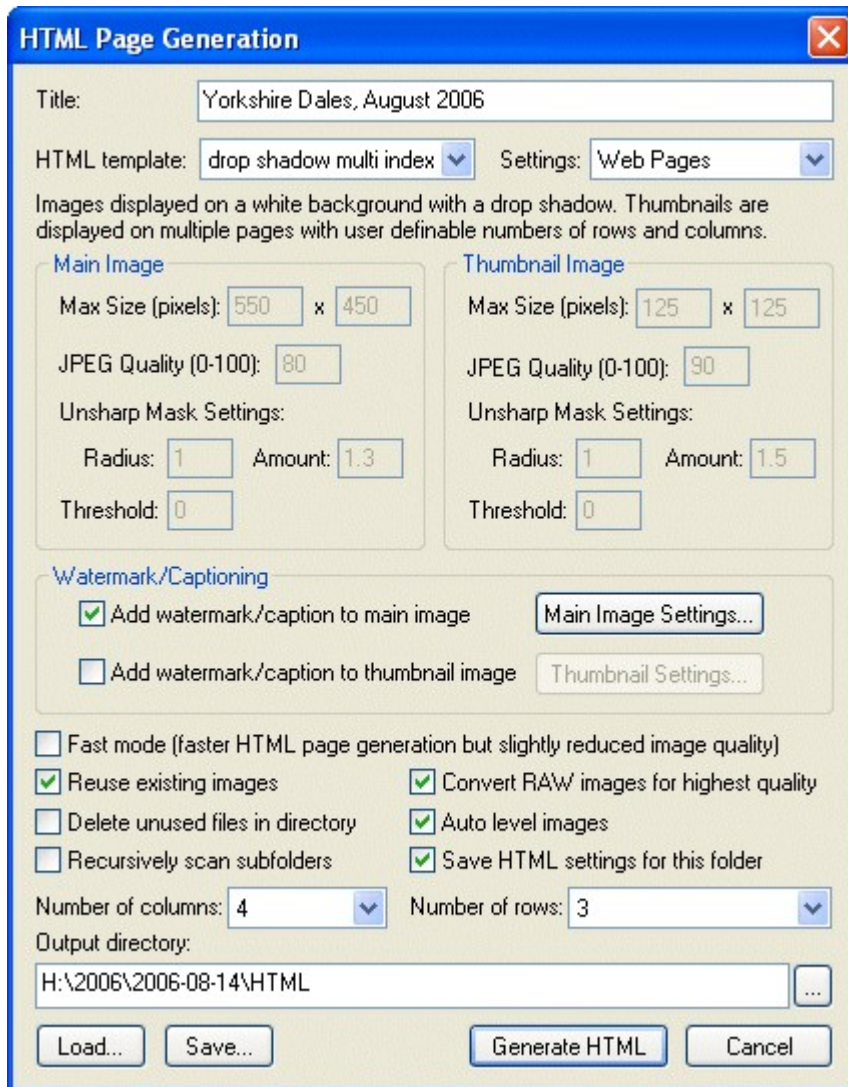 HTML Page Generation
Title: Yorkshire Dales, August 2006
HTML template: drop shadow multi index Settings: Web Pages
Images displayed on a white background with a drop shadow. Thumbnails are
displayed on multiple pages with user definable numbers of rows and columns.
Main Image
Max Size (pixels): 550 x 450
JPEG Quality (0-100): 80
Unsharp Mask Settings:
Radius: 1 Amount: 1.3
Threshold: 0
Thumbnail Image
Max Size (pixels): 125 x 125
JPEG Quality (0-100): 90
Unsharp Mask Settings:
Radius: 1 Amount: 1.5
Threshold: 0
Watermark/Captioning
Add watermark/caption to main image Main Image Settings...
Add watermark/caption to thumbnail image Thumbnail Settings...
Fast mode (faster HTML page generation but slightly reduced image quality)
Reuse existing images Convert RAW images for highest quality
Delete unused files in directory Auto level images
Recursively scan subfolders Save HTML settings for this folder
Number of columns: 4 Number of rows: 3
Output directory:
H:\2006\2006-08-14\HTML ...
Load... Save... Generate HTML Cancel